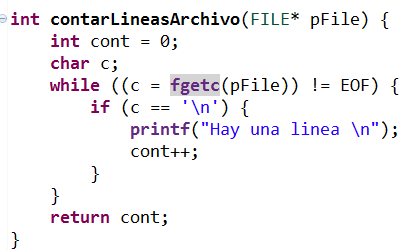 int contarLineasArchivo(FILE* pFile) {
    int cont = 0;
    char c;
    while ((c = fgetc(pFile)) != EOF) {
        if (c == '\n') {
            printf("Hay una linea \n");
            cont++;
        }
    }
    return cont;
}